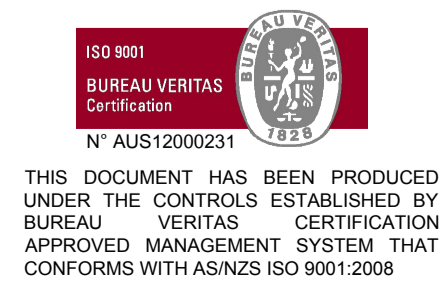 ISO 9001
BUREAU VERITAS
Certification
BUREAU VERITAS
1828
N° AUS12000231
THIS DOCUMENT HAS BEEN PRODUCED
UNDER THE CONTROLS ESTABLISHED BY
BUREAU VERITAS CERTIFICATION
APPROVED MANAGEMENT SYSTEM THAT
CONFORMS WITH AS/NZS ISO 9001:2008